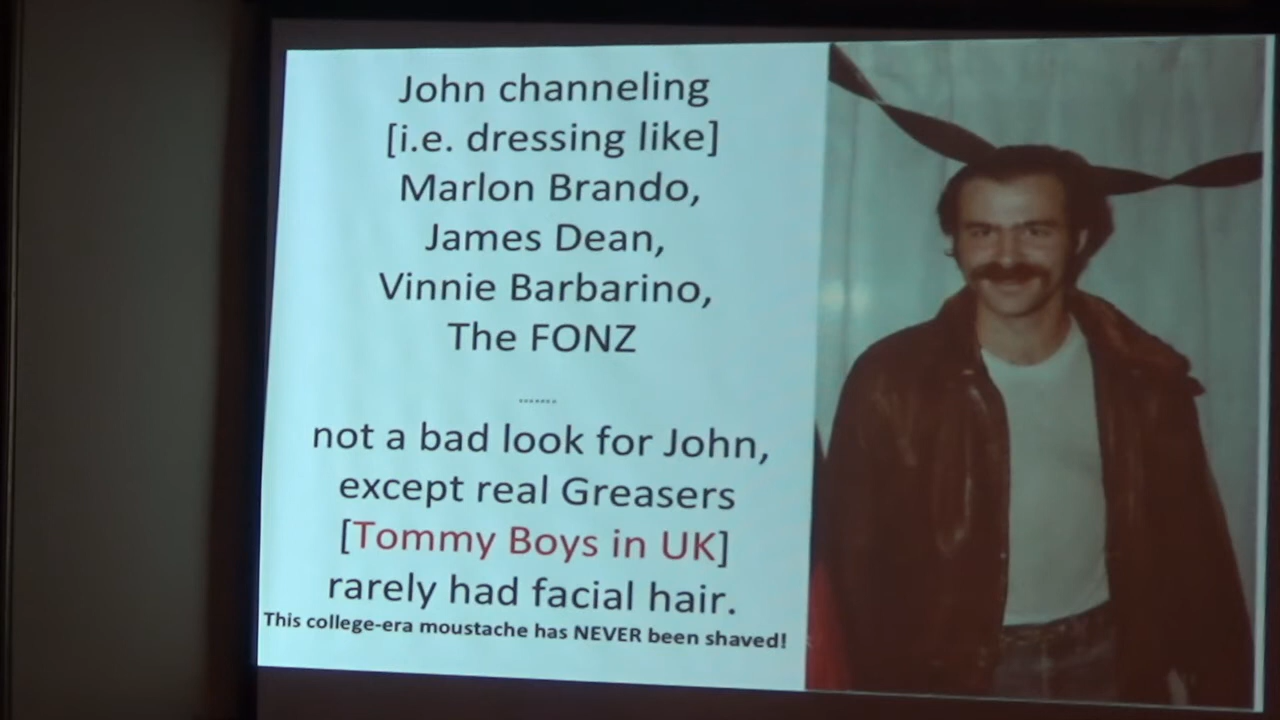 John channeling
[i.e. dressing like]
Marlon Brando,
James Dean,
Vinnie Barbarino,
The FONZ
.......
not a bad look for John,
except real Greasers
[Tommy Boys in UK]
rarely had facial hair.
This college-era moustache has NEVER been shaved!